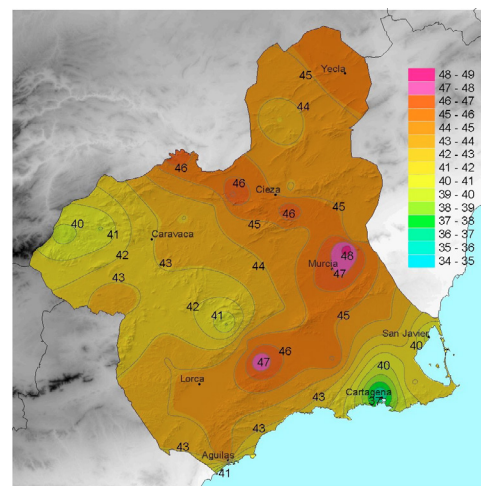 Yecla
45
44
48 - 49
47 - 48
46 - 47
45 - 46
44 - 45
43 - 44
42 - 43
41 - 42
40 - 41
39 - 40
38 - 39
37 - 38
36 - 37
35 - 36
34 - 35
46
46
Cieza
46
45
45
40
41
Caravaca
42
43
43
44
Murcia
48
47
42
41
45
San Javier
40
46
47
40
Lorca
Cartagena
37
43
43
43
Aguilas
41